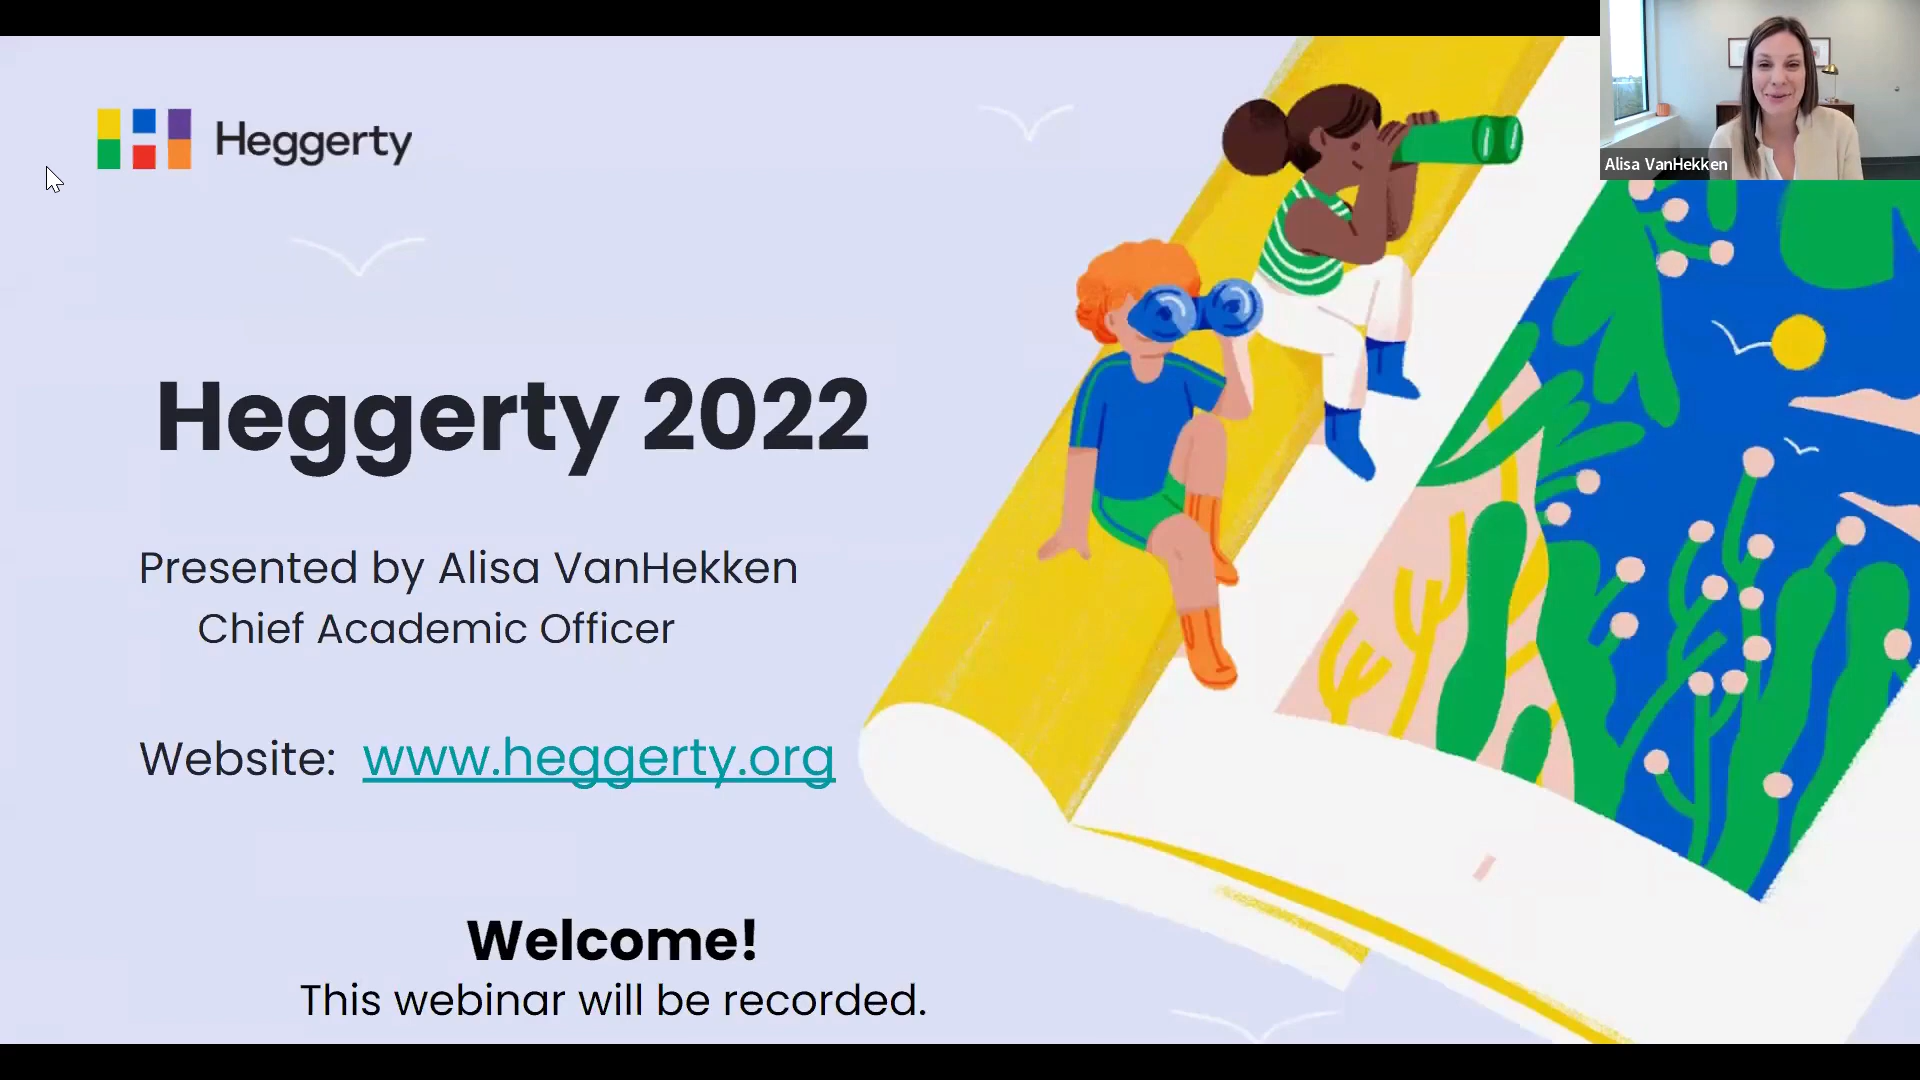 Heggerty
Alisa VanHekken
Heggerty 2022
Presented by Alisa VanHekken
Chief Academic Officer
Website: www.heggerty.org
Welcome!
This webinar will be recorded.